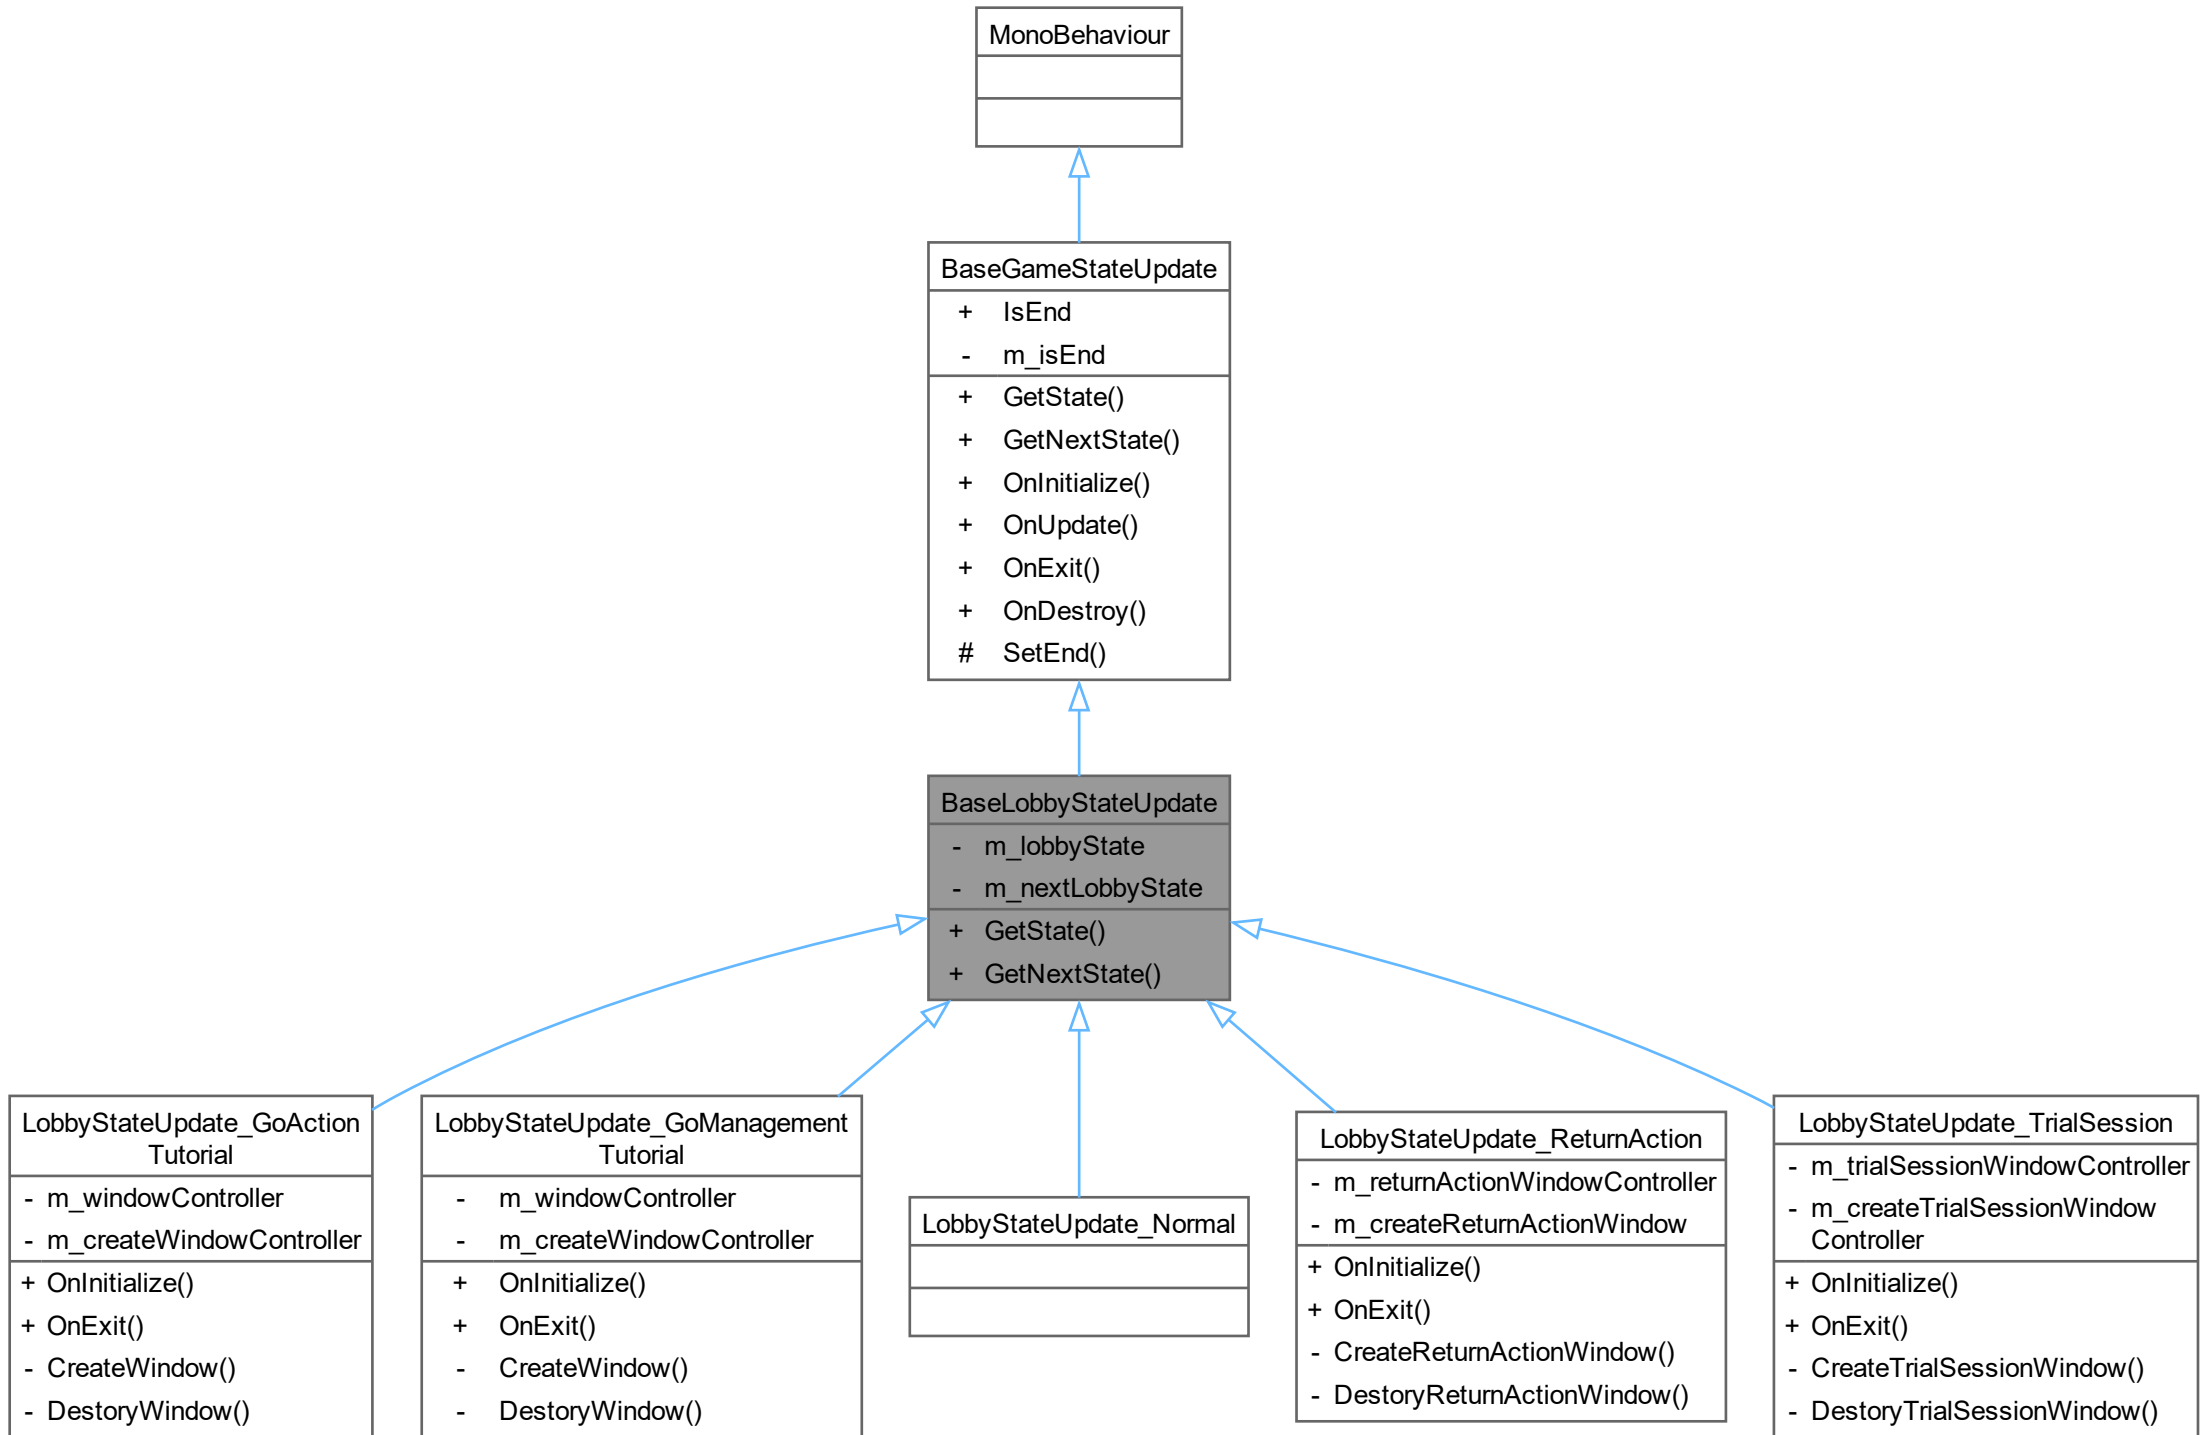 MonoBehaviour
BaseGameStateUpdate
+ IsEnd
- m_isEnd
+ GetState()
+ GetNextState()
+ OnInitialize()
+ OnUpdate()
+ OnExit()
+ OnDestroy()
# SetEnd()
BaseLobbyStateUpdate
- m_lobbyState
- m_nextLobbyState
+ GetState()
+ GetNextState()
LobbyStateUpdate_GoAction
Tutorial
- m_windowController
- m_createWindowController
+ OnInitialize()
+ OnExit()
- CreateWindow()
- DestoryWindow()
LobbyStateUpdate_GoManagement
Tutorial
- m_windowController
- m_createWindowController
+ OnInitialize()
+ OnExit()
- CreateWindow()
- DestoryWindow()
LobbyStateUpdate_Normal
LobbyStateUpdate_ReturnAction
- m_returnActionWindowController
- m_createReturnActionWindow
+ OnInitialize()
+ OnExit()
- CreateReturnActionWindow()
- DestoryReturnActionWindow()
LobbyStateUpdate_TrialSession
- m_trialSessionWindowController
- m_createTrialSessionWindow
Controller
+ OnInitialize()
+ OnExit()
- CreateTrialSessionWindow()
- DestoryTrialSessionWindow()